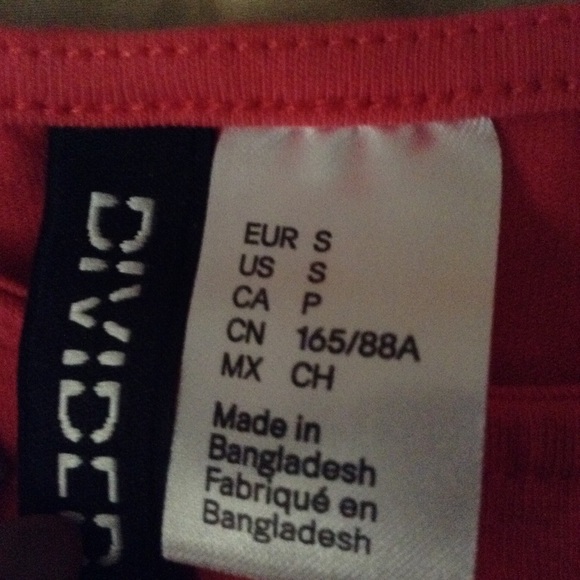 DIVIDED
EUR S
US S
CA P
CN 165/88A
MX CH
Made in
Bangladesh
Fabriqué en
Bangladesh